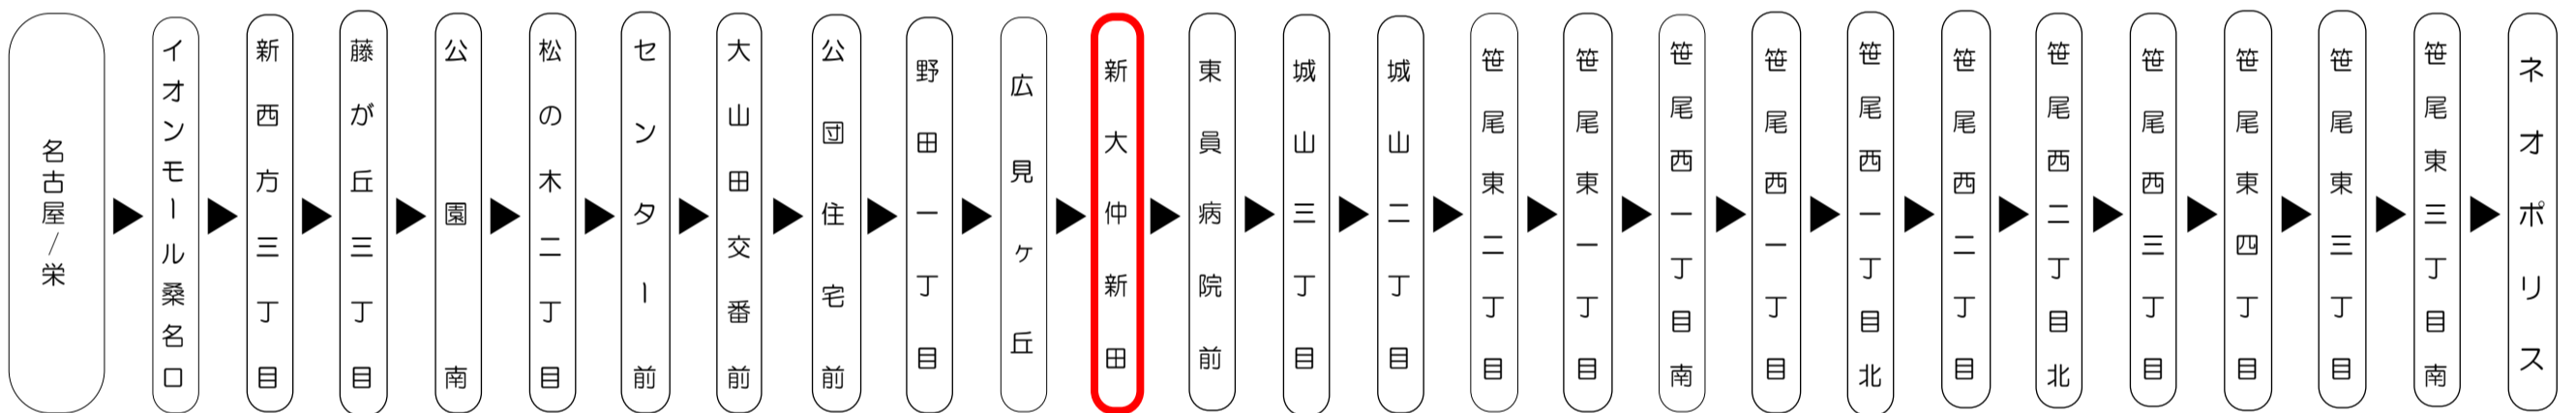 名古屋/栄
イオンモール桑名口
新西方三丁目
藤が丘三丁目
公園南
松の木二丁目
センター前
大山田交番前
公団住宅前
野田一丁目
広見ヶ丘
新大仲新田
東員病院前
城山三丁目
城山二丁目
笹尾東二丁目
笹尾東一丁目
笹尾西一丁目南
笹尾西一丁目
笹尾西一丁目北
笹尾西二丁目
笹尾西二丁目北
笹尾西三丁目
笹尾東四丁目
笹尾東三丁目
笹尾東三丁目南
ネオポリス